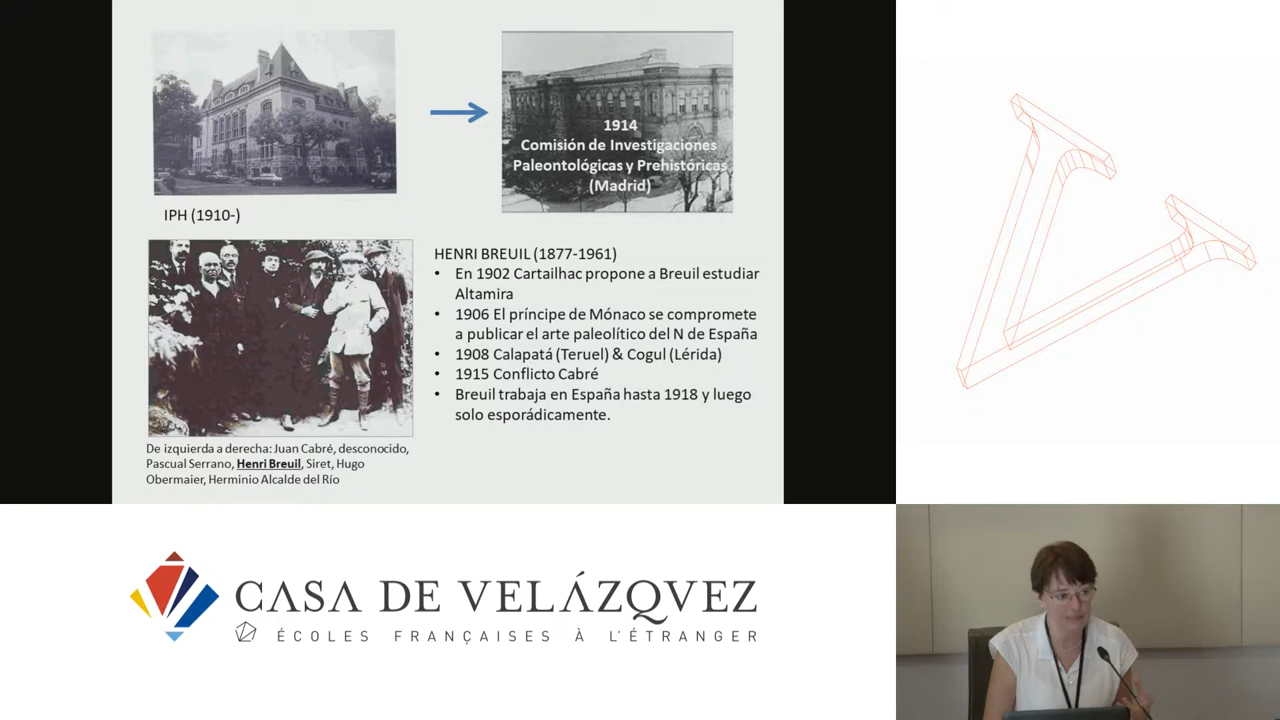 1914
Comisión de Investigaciones
Paleontológicas y Prehistóricas
(Madrid)
IPH (1910-)
HENRI BREUIL (1877-1961)
• En 1902 Cartailhac propone a Breuil estudiar
Altamira
• 1906 El príncipe de Mónaco se compromete
a publicar el arte paleolítico del N de España
• 1908 Calapatá (Teruel) & Cogul (Lérida)
• 1915 Conflicto Cabré
• Breuil trabaja en España hasta 1918 y luego
solo esporádicamente.
De izquierda a derecha: Juan Cabré, desconocido,
Pascual Serrano, Henri Breuil, Siret, Hugo
Obermaier, Herminio Alcalde del Río
CASA DE VELÁZQVEZ
ÉCOLES FRANÇAISES À L'ÉTRANGER